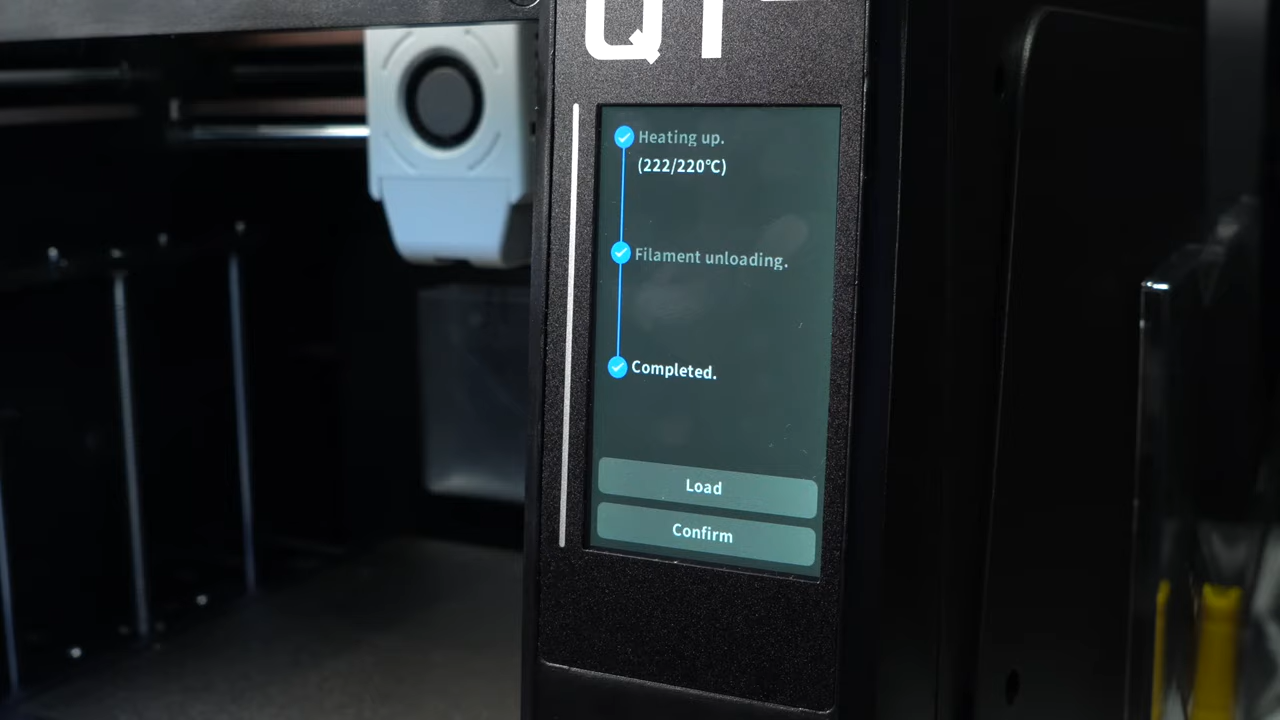 Heating up.
(222/220℃)
Filament unloading.
Completed.
Load
Confirm